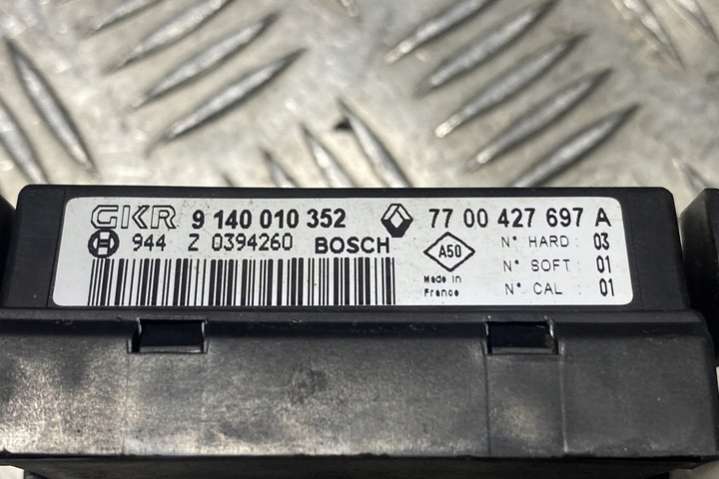 GKR 9 140 010 352 77 00 427 697 A
H 944 Z 0394260 BOSCH A50 N° HARD : 03
Made in N° SOFT : 01
France N° CAL : 01